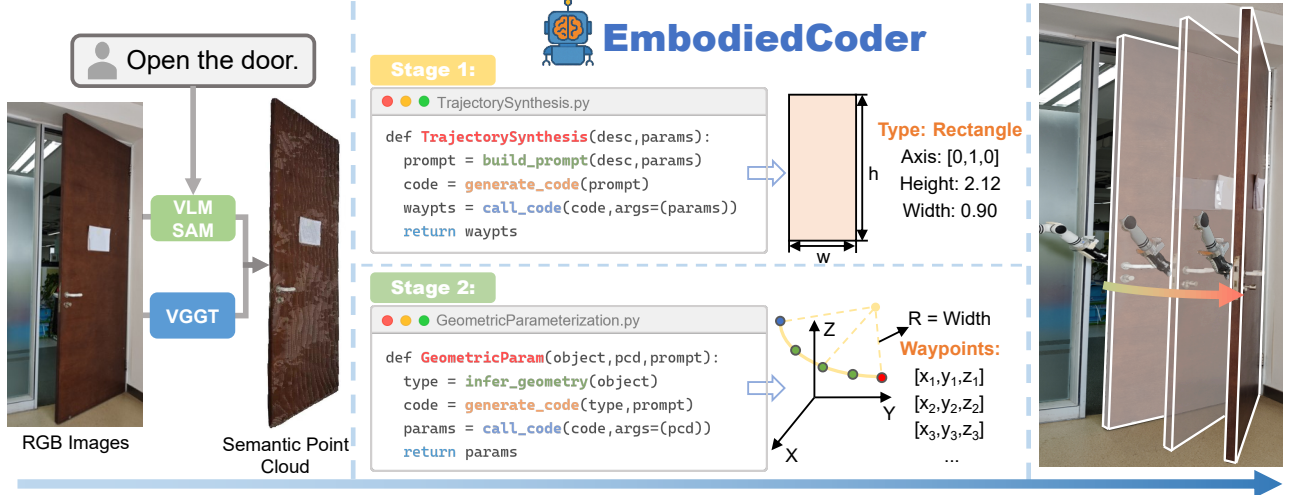 Open the door.
VLM
SAM
VGGT
RGB Images
Semantic Point
Cloud
EmbodiedCoder
Stage 1:
TrajectorySynthesis.py
def TrajectorySynthesis(desc,params):
prompt = build_prompt(desc,params)
code = generate_code(prompt)
waypts = call_code(code,args=(params))
return waypts
h
w
Type: Rectangle
Axis: [0,1,0]
Height: 2.12
Width: 0.90
Stage 2:
GeometricParameterization.py
def GeometricParam(object,pcd,prompt):
type = infer_geometry(object)
code = generate_code(type,prompt)
params = call_code(code,args=(pcd))
return params
Z
Y
X
R = Width
Waypoints:
[x₁,y₁,z₁]
[x₂,y₂,z₂]
[x₃,y₃,z₃]
...